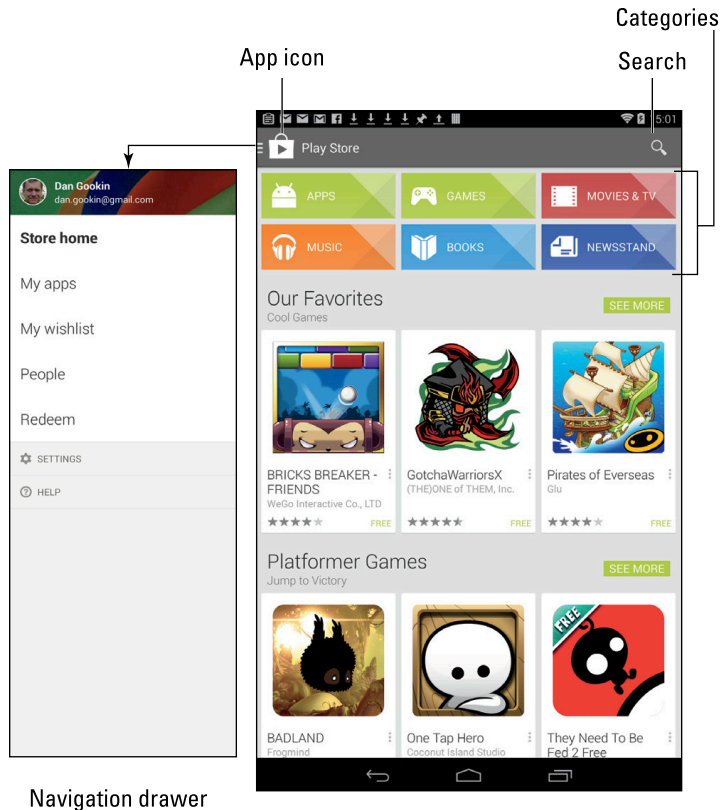 Categories
App icon
Search
5:01
Play Store
Dan Gookin
dan.gookin@gmail.com
Store home
My apps
My wishlist
People
Redeem
SETTINGS
HELP
APPS
GAMES
MOVIES & TV
MUSIC
BOOKS
NEWSSTAND
Our Favorites
Cool Games
SEE MORE
BRICKS BREAKER -
FRIENDS
WeGo Interactive Co., LTD
FREE
GotchaWarriorsX
(THE)ONE of THEM, Inc.
FREE
Pirates of Everseas
Glu
FREE
Platformer Games
Jump to Victory
SEE MORE
BADLAND
Frogmind
One Tap Hero
Coconut Island Studio
FREE
They Need To Be
Fed 2 Free
Navigation drawer